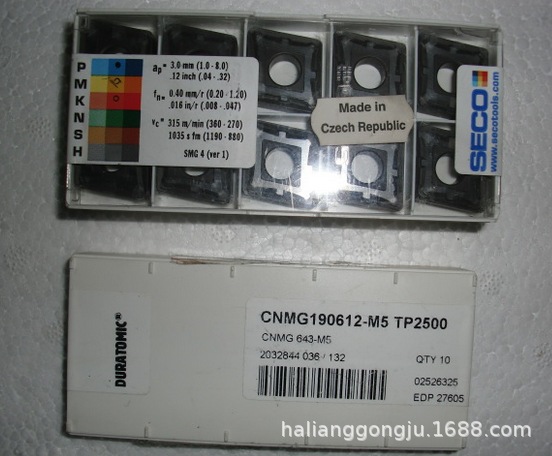 P
M
K
N
S
H
ap= 3.0 mm (1.0 - 8.0)
.12 inch (.04 - .32)
fn= 0.40 mm/r (0.20 - 1.20)
.016 in/r (.008 - .047)
vc= 315 m/min (360 - 270)
1035 s fm (1190 - 880)
SMG 4 (ver 1)
Made in
Czech Republic
SECO
www.secotools.com
DURATOMIC®
CNMG190612-M5 TP2500
CNMG 643-M5
2032844 036 / 132
QTY 10
02526325
EDP 27605
halianggongju.1688.com